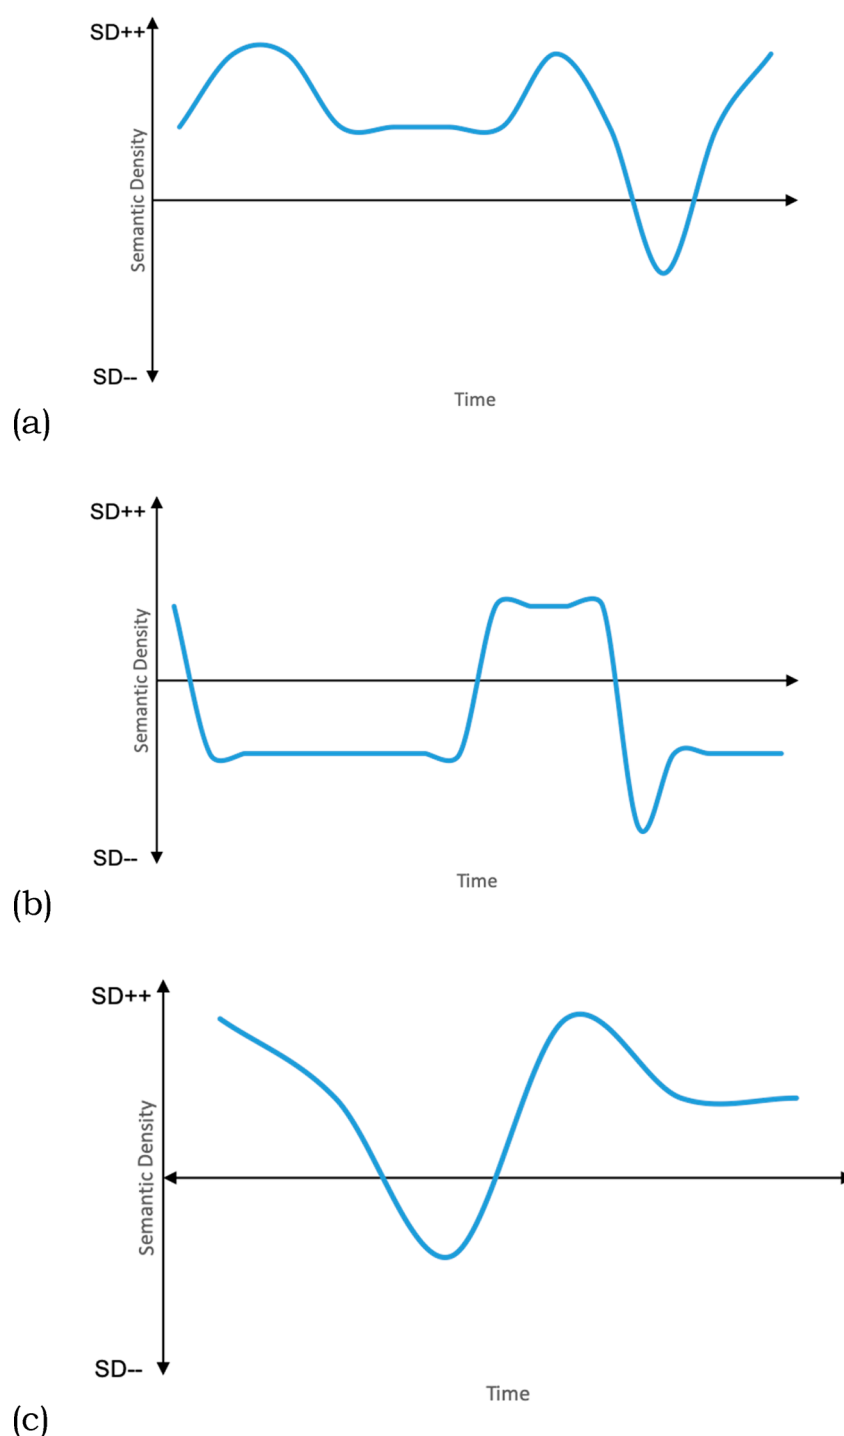 SD++
Semantic Density
SD--
Time
(a)
SD++
Semantic Density
SD--
Time
(b)
SD++
Semantic Density
SD--
Time
(c)